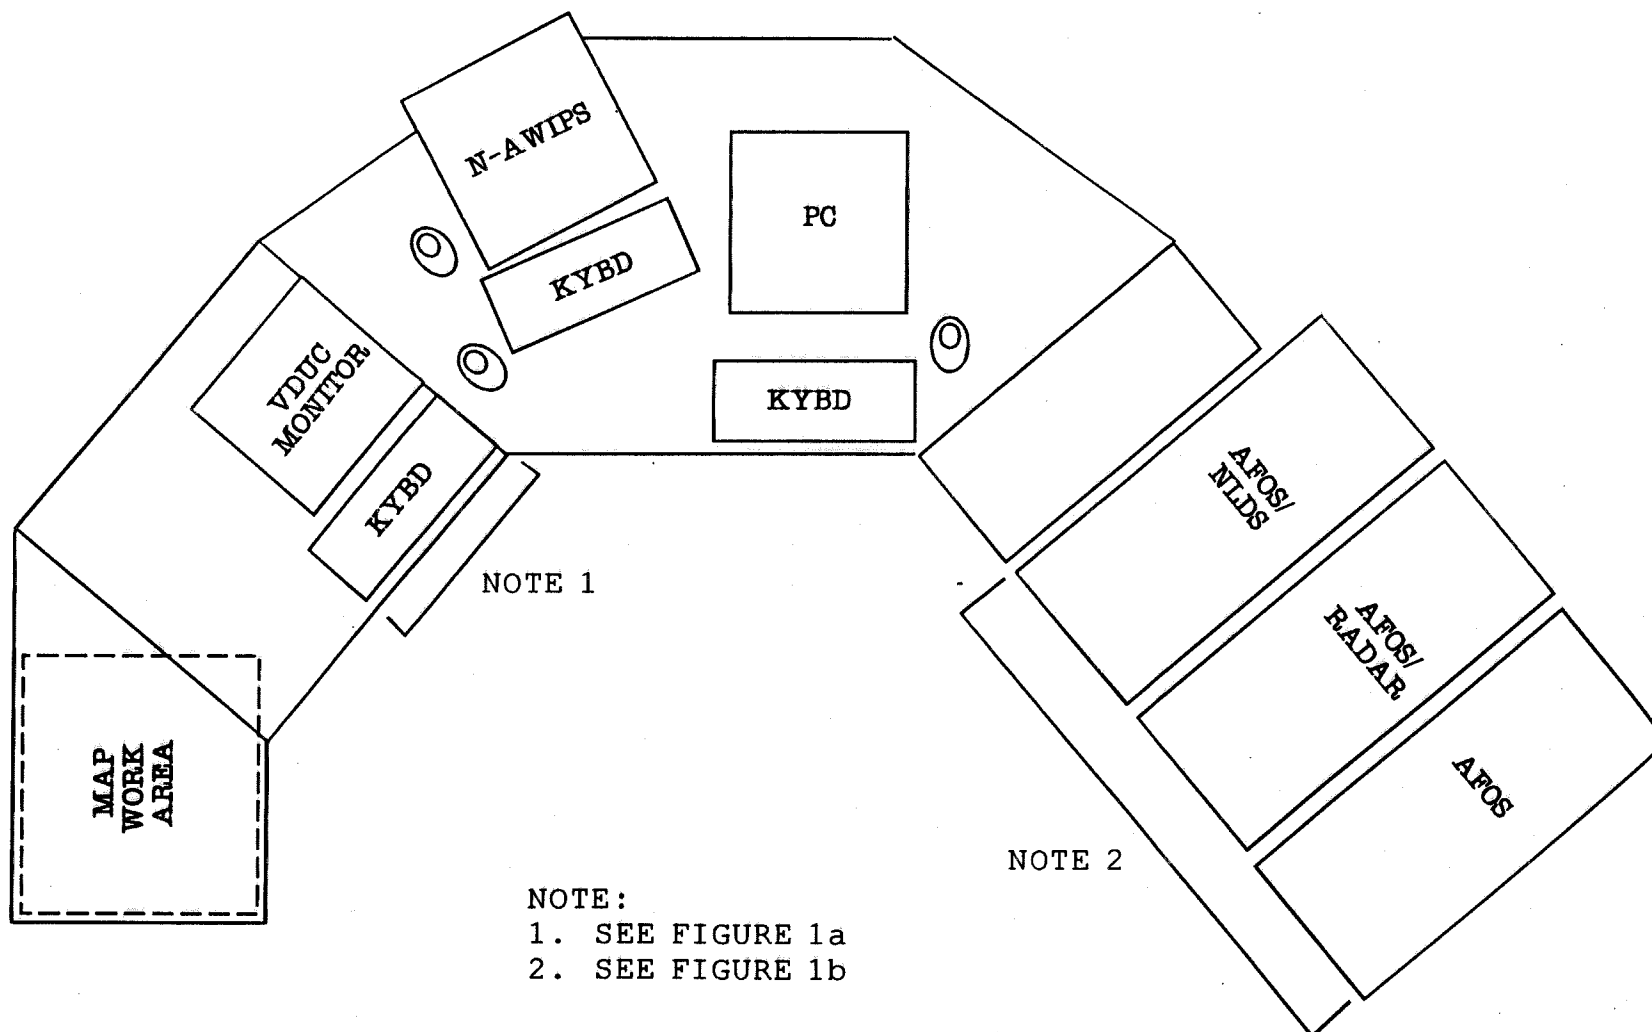 N-AWIPS
KYBD
PC
KYBD
VDUC
MONITOR
KYBD
NOTE 1
AFOS/
NLDS
AFOS/
RADAR
AFOS
MAP
WORK
AREA
NOTE 2
NOTE:
1. SEE FIGURE 1a
2. SEE FIGURE 1b